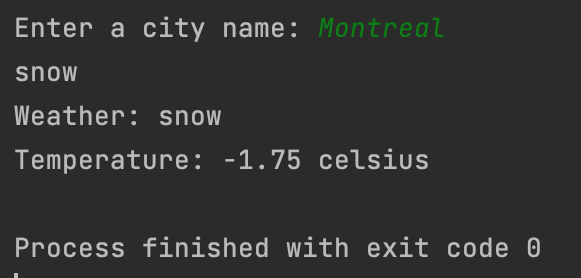 Enter a city name: Montreal
snow
Weather: snow
Temperature: -1.75 celsius
Process finished with exit code 0